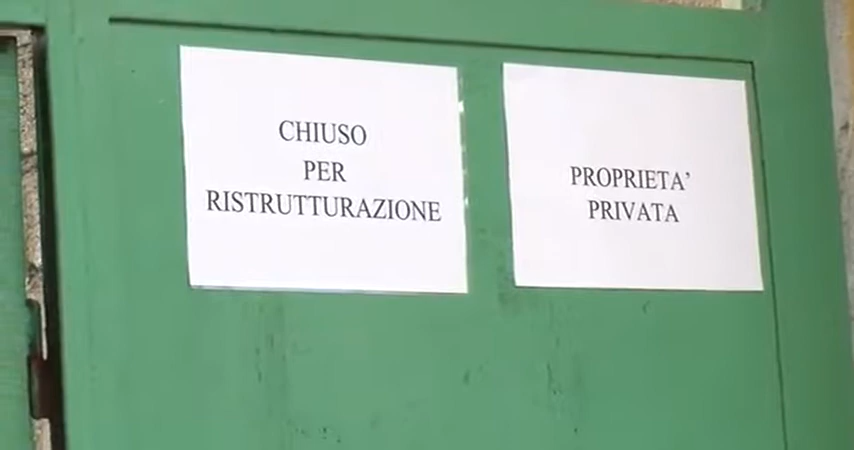 CHIUSO
PER
RISTRUTTURAZIONE
PROPRIETA’
PRIVATA